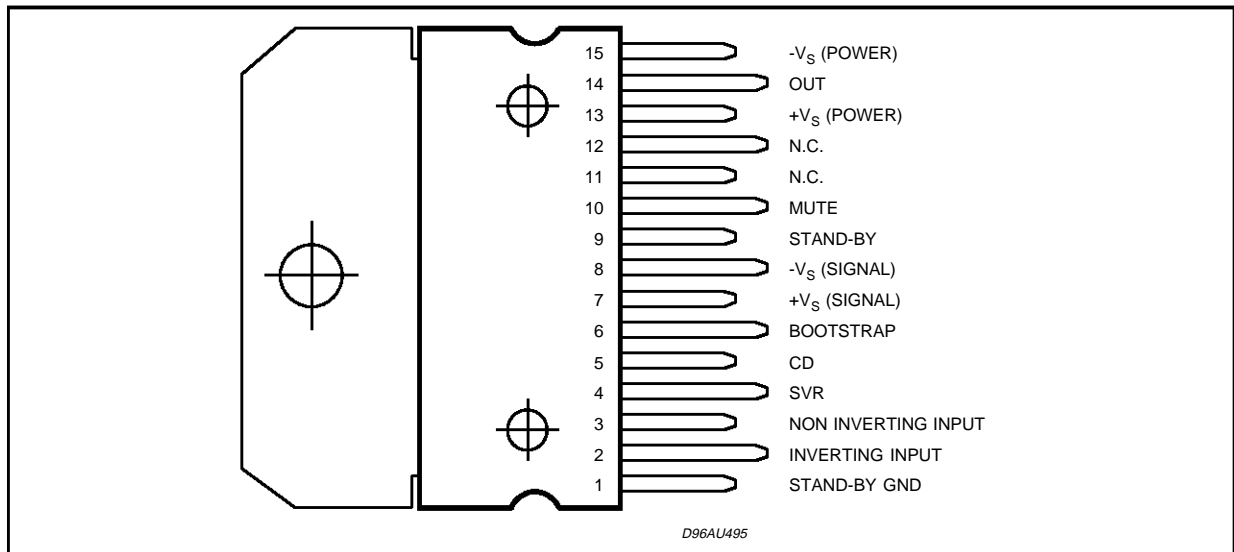 15 -VS (POWER)
14 OUT
13 +VS (POWER)
12 N.C.
11 N.C.
10 MUTE
9 STAND-BY
8 -VS (SIGNAL)
7 +VS (SIGNAL)
6 BOOTSTRAP
5 CD
4 SVR
3 NON INVERTING INPUT
2 INVERTING INPUT
1 STAND-BY GND
D96AU495